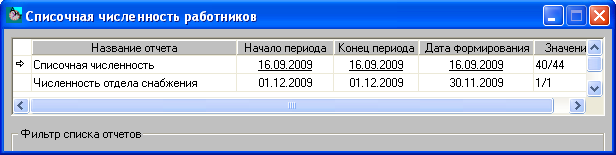 Списочная численность работников
Название отчета Начало периода Конец периода Дата формирования Значени
Списочная численность 16.09.2009 16.09.2009 16.09.2009 40/44
Численность отдела снабжения 01.12.2009 01.12.2009 30.11.2009 1/1
Фильтр списка отчетов